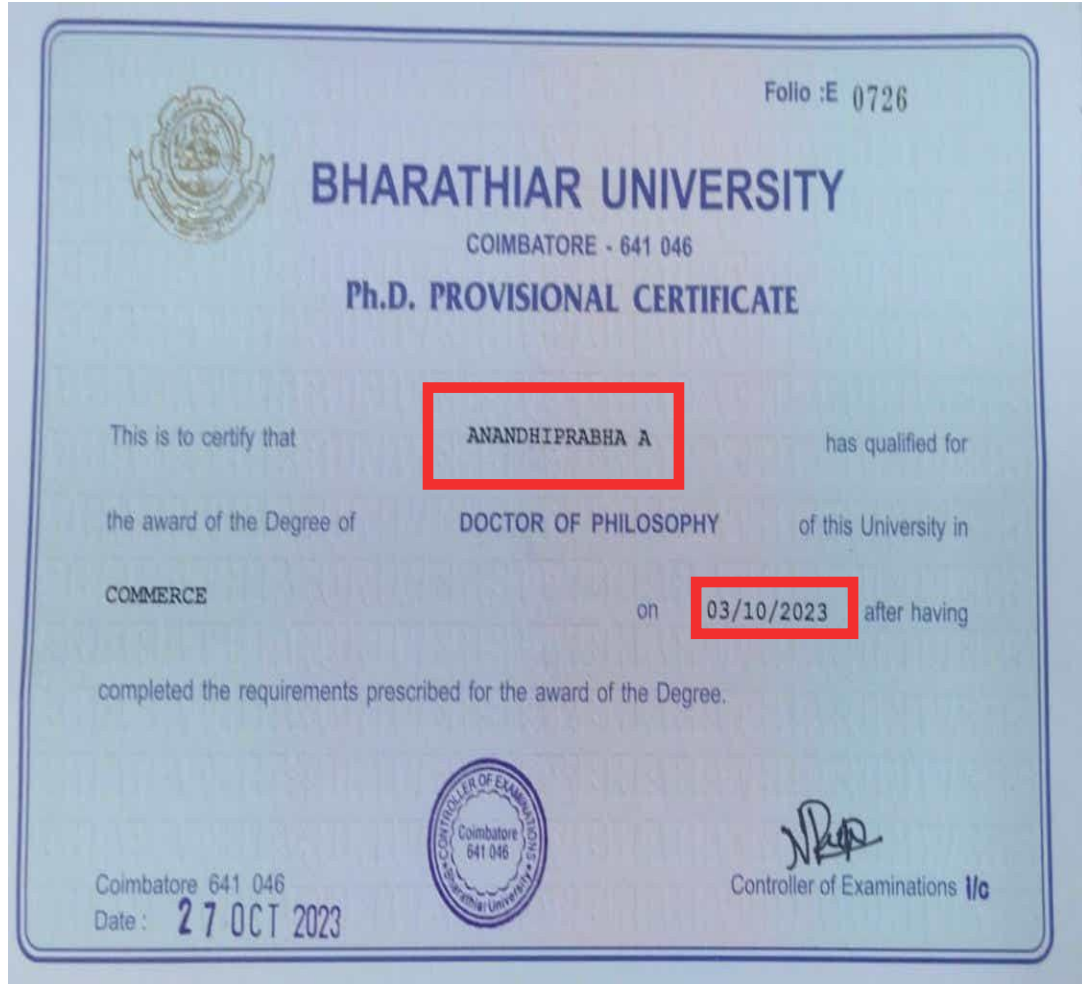 Folio :E 0726
BHARATHIAR UNIVERSITY
COIMBATORE - 641 046
Ph.D. PROVISIONAL CERTIFICATE
This is to certify that ANANDHIPRABHA A has qualified for
the award of the Degree of DOCTOR OF PHILOSOPHY of this University in
COMMERCE on 03/10/2023 after having
completed the requirements prescribed for the award of the Degree.
CONTROLLER OF EXAMINATIONS
Coimbatore
641 046
Bharathiar University
Coimbatore 641 046
Controller of Examinations i/c
Date : 27 OCT 2023